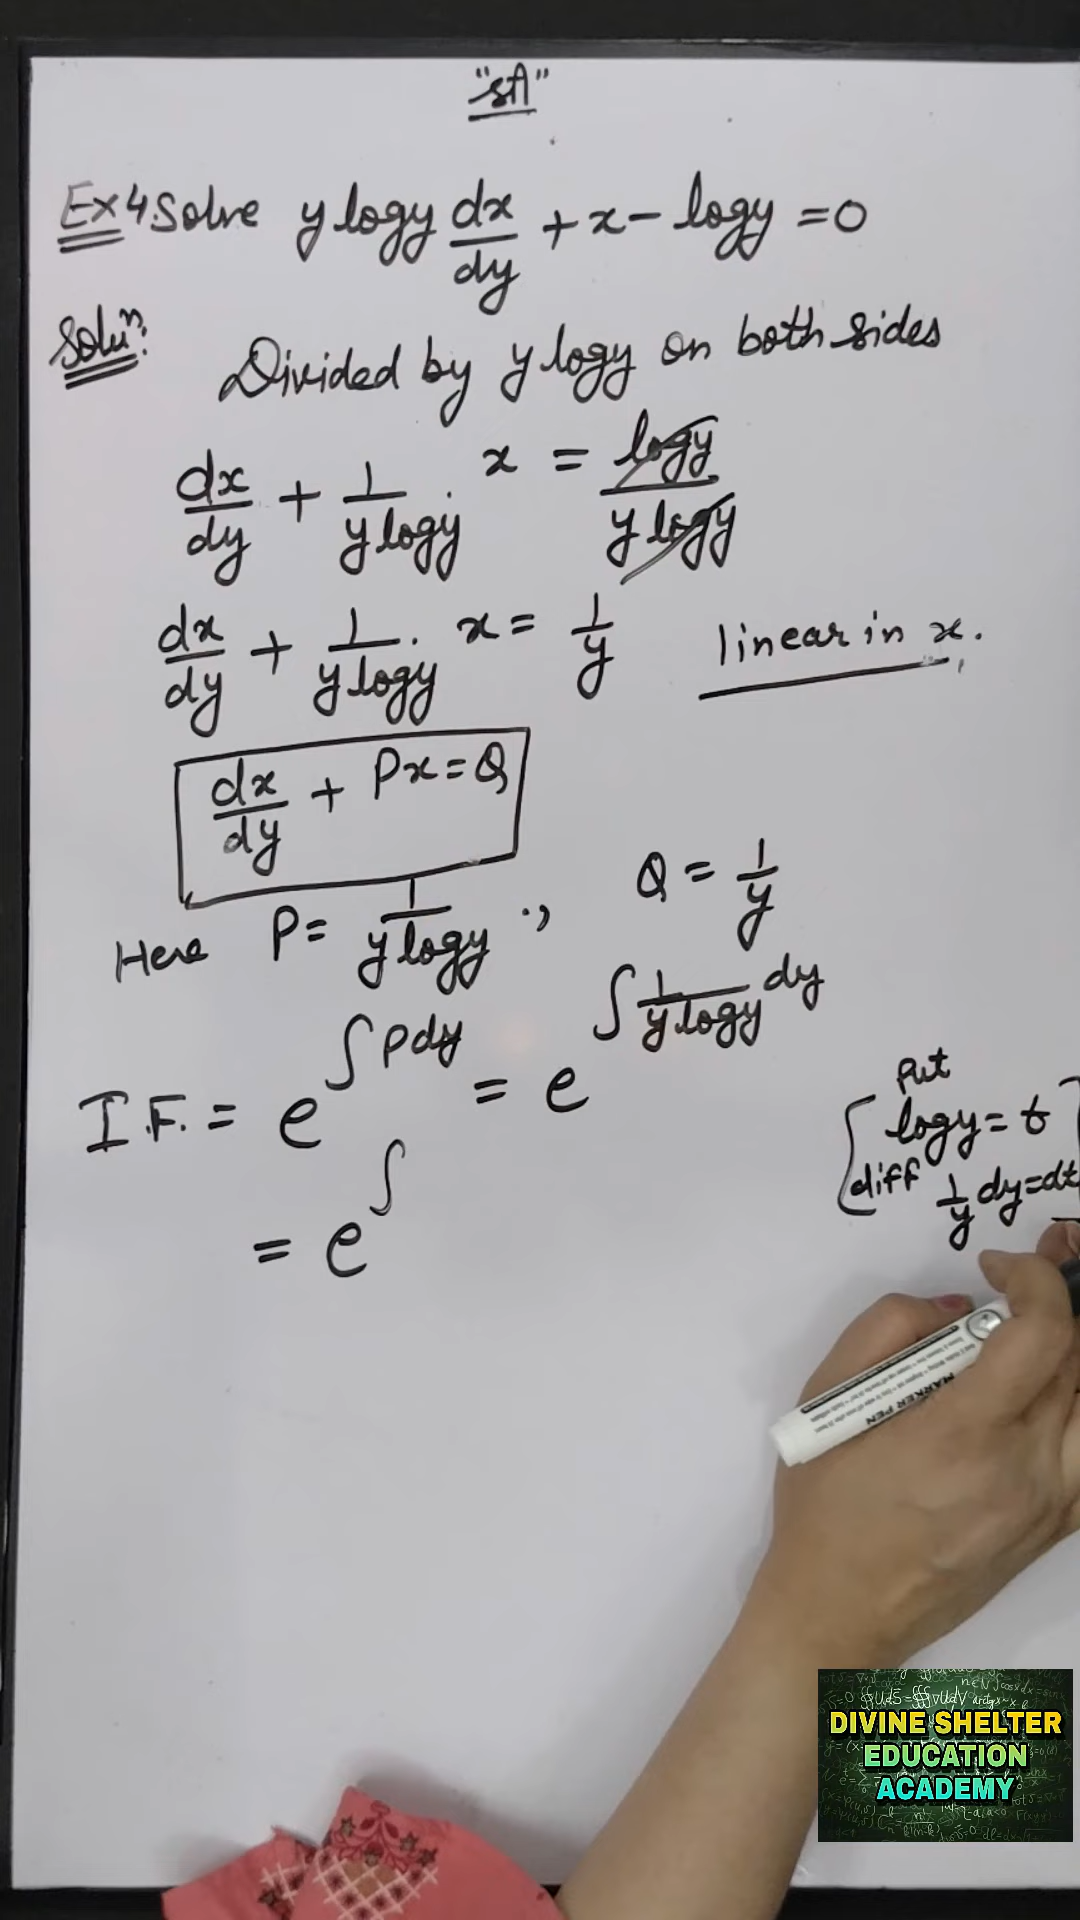 "श्री"
Ex4. Solve y logy dx/dy + x - logy = 0
Soluⁿ:
Divided by y logy on both sides
dx/dy + 1/(y logy) . x = logy/(y logy)
dx/dy + 1/(y logy) . x = 1/y linear in x.
dx/dy + Px = Q
Here P = 1/(y logy) , Q = 1/y
I.F. = e^∫Pdy = e^∫ 1/(y logy) dy
Put
logy = t
diff 1/y dy = dt
= e^∫
MARKER PEN
DIVINE SHELTER
EDUCATION
ACADEMY